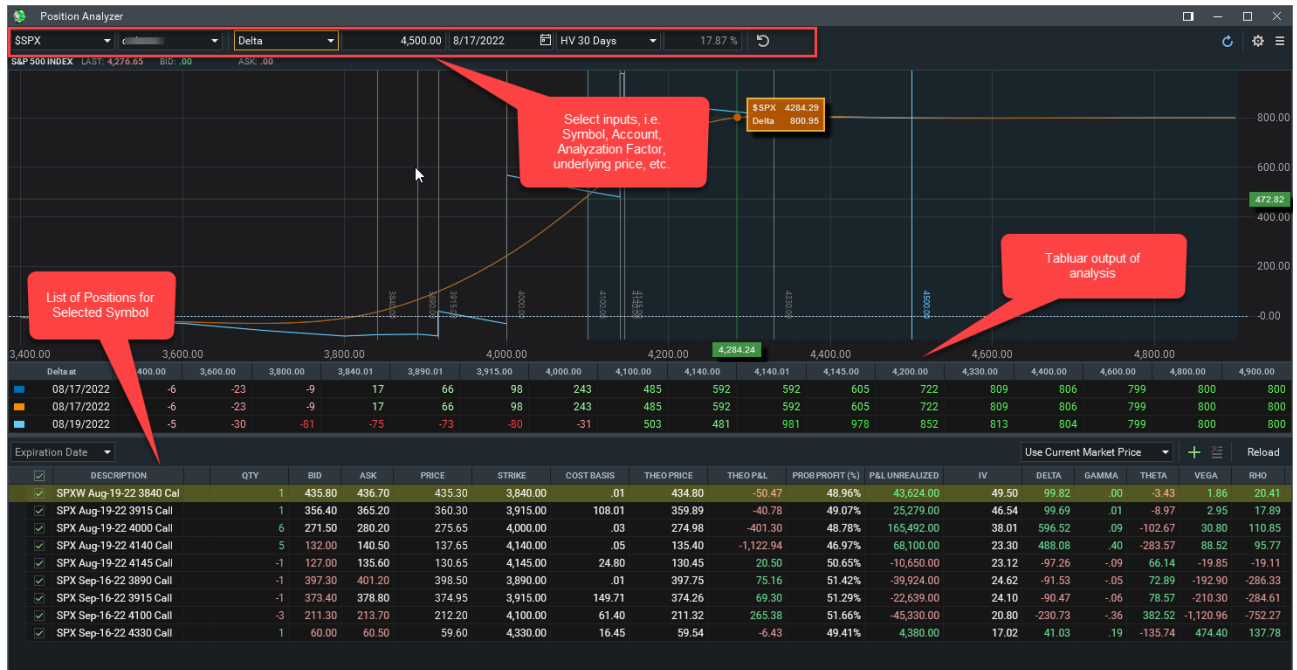 Position Analyzer
$SPX Delta 4,500.00 8/17/2022 HV 30 Days 17.87 %
S&P 500 INDEX LAST: 4,276.65 BID: .00 ASK: .00
Select inputs, i.e.
Symbol, Account,
Analyzation Factor,
underlying price, etc.
$SPX 4284.29
Delta 800.95
800.00
600.00
472.82
400.00
200.00
-0.00
Tabluar output of
analysis
List of Positions for
Selected Symbol
3840.00
3890.00
3915.00
4000.00
4100.00
4330.00
4500.00
3,400.00 3,600.00 3,800.00 4,000.00 4,200.00 4,284.24 4,400.00 4,600.00 4,800.00
Delta at 400.00 3,600.00 3,800.00 3,840.01 3,890.01 3,915.00 4,000.00 4,100.00 4,140.00 4,140.01 4,145.00 4,200.00 4,330.00 4,400.00 4,600.00 4,800.00 4,900.00
08/17/2022 -6 -23 -9 17 66 98 243 485 592 592 605 722 809 806 799 800 800
08/17/2022 -6 -23 -9 17 66 98 243 485 592 592 605 722 809 806 799 800 800
08/19/2022 -5 -30 -81 -75 -73 -80 -31 503 481 981 978 852 813 804 799 800 800
Expiration Date Use Current Market Price Reload
DESCRIPTION QTY BID ASK PRICE STRIKE COST BASIS THEO PRICE THEO P&L PROB PROFIT (%) P&L UNREALIZED IV DELTA GAMMA THETA VEGA RHO
SPXW Aug-19-22 3840 Cal 1 435.80 436.70 435.30 3,840.00 .01 434.80 -50.47 48.96% 43,624.00 49.50 99.82 .00 -3.43 1.86 20.41
SPX Aug-19-22 3915 Call 1 356.40 365.20 360.30 3,915.00 108.01 359.89 -40.78 49.07% 25,279.00 46.54 99.69 .01 -8.97 2.95 17.89
SPX Aug-19-22 4000 Call 6 271.50 280.20 275.65 4,000.00 .03 274.98 -401.30 48.78% 165,492.00 38.01 596.52 .09 -102.67 30.80 110.85
SPX Aug-19-22 4140 Call 5 132.00 140.50 137.65 4,140.00 .05 135.40 -1,122.94 46.97% 68,100.00 23.30 488.08 .40 -283.57 88.52 95.77
SPX Aug-19-22 4145 Call -1 127.00 135.60 130.65 4,145.00 24.80 130.45 20.50 50.65% -10,650.00 23.12 -97.26 -.09 66.14 -19.85 -19.11
SPX Sep-16-22 3890 Call -1 397.30 401.20 398.50 3,890.00 .01 397.75 75.16 51.42% -39,924.00 24.62 -91.53 -.05 72.89 -192.90 -286.33
SPX Sep-16-22 3915 Call -1 373.40 378.80 374.95 3,915.00 149.71 374.26 69.30 51.29% -22,639.00 24.10 -90.47 -.06 78.57 -210.30 -284.61
SPX Sep-16-22 4100 Call -3 211.30 213.70 212.20 4,100.00 61.40 211.32 265.38 51.66% -45,330.00 20.80 -230.73 -.36 382.52 -1,120.96 -752.27
SPX Sep-16-22 4330 Call 1 60.00 60.50 59.60 4,330.00 16.45 59.54 -6.43 49.41% 4,380.00 17.02 41.03 .19 -135.74 474.40 137.78